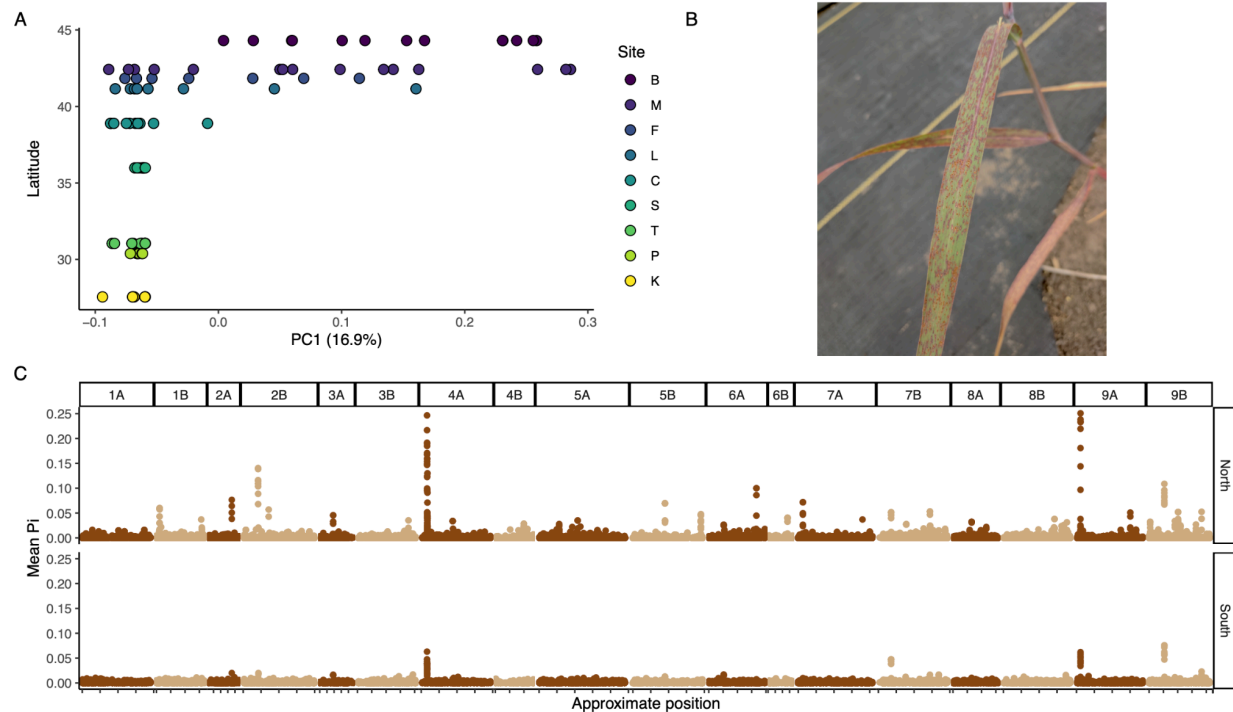 A
B
45
40
35
30
Latitude
−0.1 0.0 0.1 0.2 0.3
PC1 (16.9%)
Site
B
M
F
L
C
S
T
P
K
C
1A 1B 2A 2B 3A 3B 4A 4B 5A 5B 6A 6B 7A 7B 8A 8B 9A 9B
0.25
0.20
0.15
0.10
0.05
0.00
North
Mean Pi
0.25
0.20
0.15
0.10
0.05
0.00
South
Approximate position